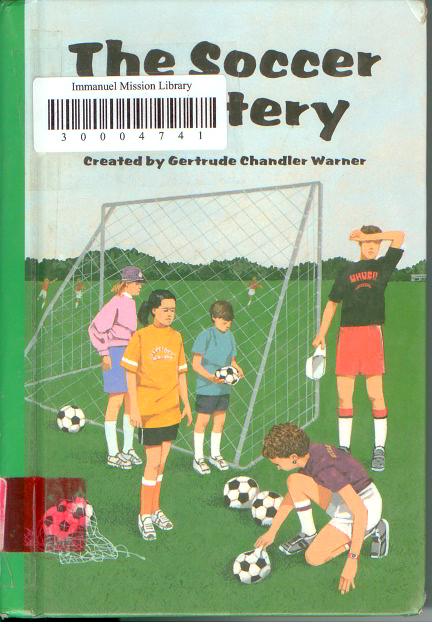 The Soccer
Immanuel Mission Library
tery
30004741
Created by Gertrude Chandler Warner